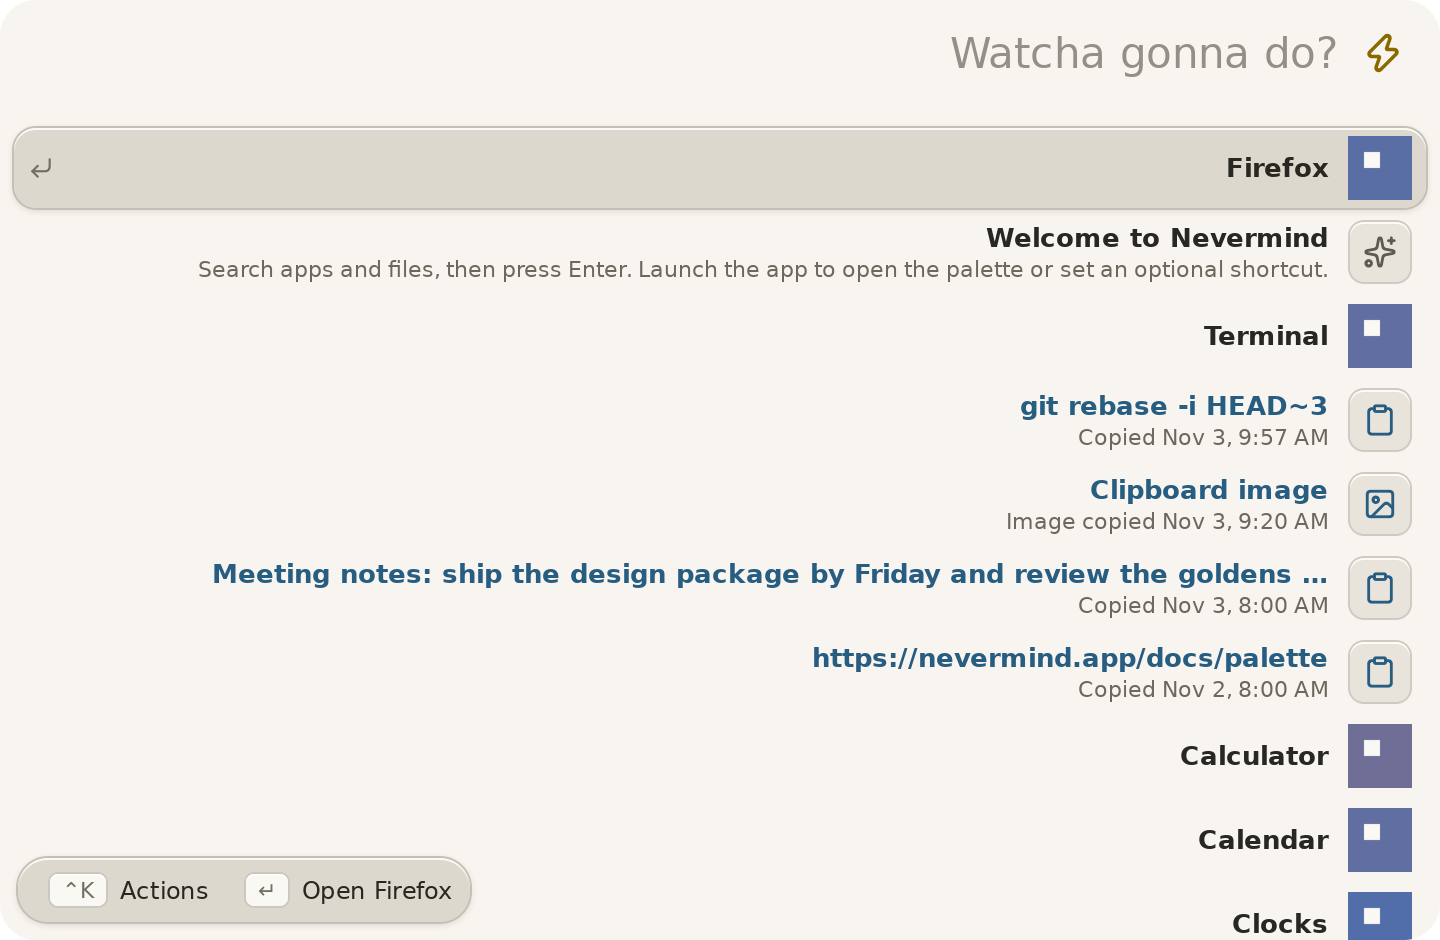 Watcha gonna do?
Firefox
Welcome to Nevermind
Search apps and files, then press Enter. Launch the app to open the palette or set an optional shortcut.
Terminal
git rebase -i HEAD~3
Copied Nov 3, 9:57 AM
Clipboard image
Image copied Nov 3, 9:20 AM
Meeting notes: ship the design package by Friday and review the goldens …
Copied Nov 3, 8:00 AM
https://nevermind.app/docs/palette
Copied Nov 2, 8:00 AM
Calculator
Calendar
Clocks
^K Actions ↵ Open Firefox